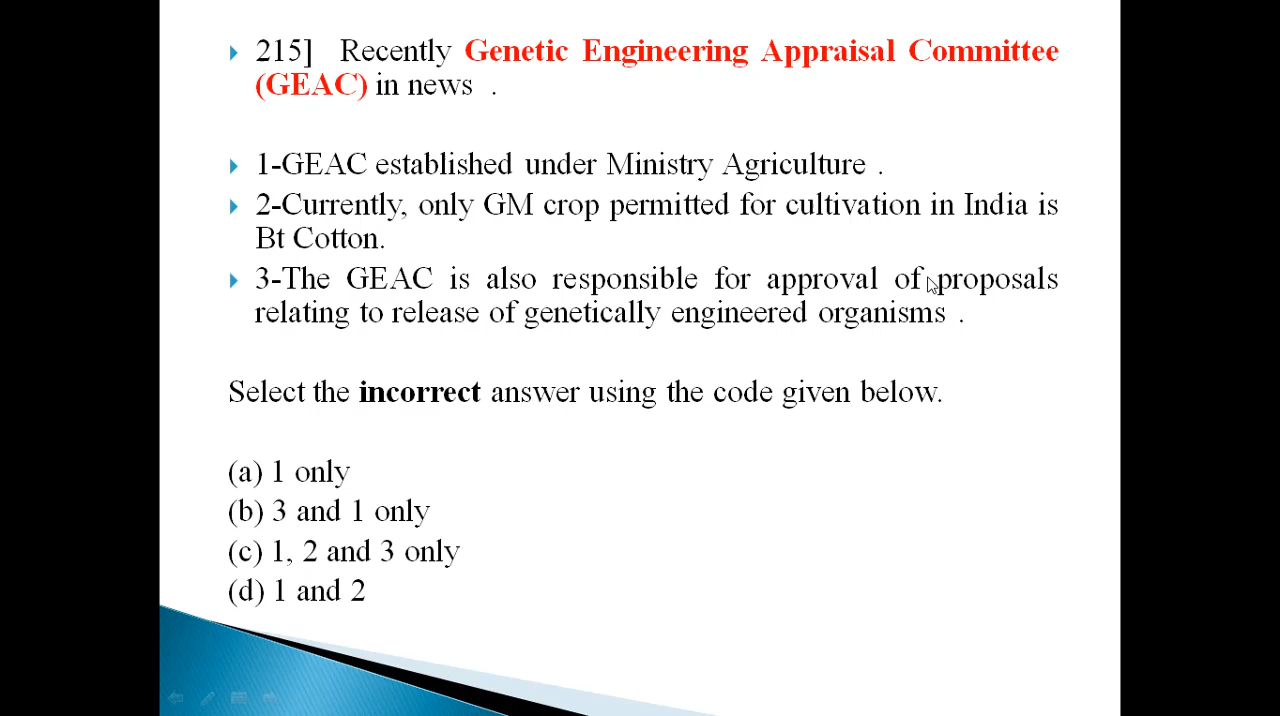 215] Recently Genetic Engineering Appraisal Committee
(GEAC) in news .
1-GEAC established under Ministry Agriculture .
2-Currently, only GM crop permitted for cultivation in India is
Bt Cotton.
3-The GEAC is also responsible for approval of proposals
relating to release of genetically engineered organisms .
Select the incorrect answer using the code given below.
(a) 1 only
(b) 3 and 1 only
(c) 1, 2 and 3 only
(d) 1 and 2